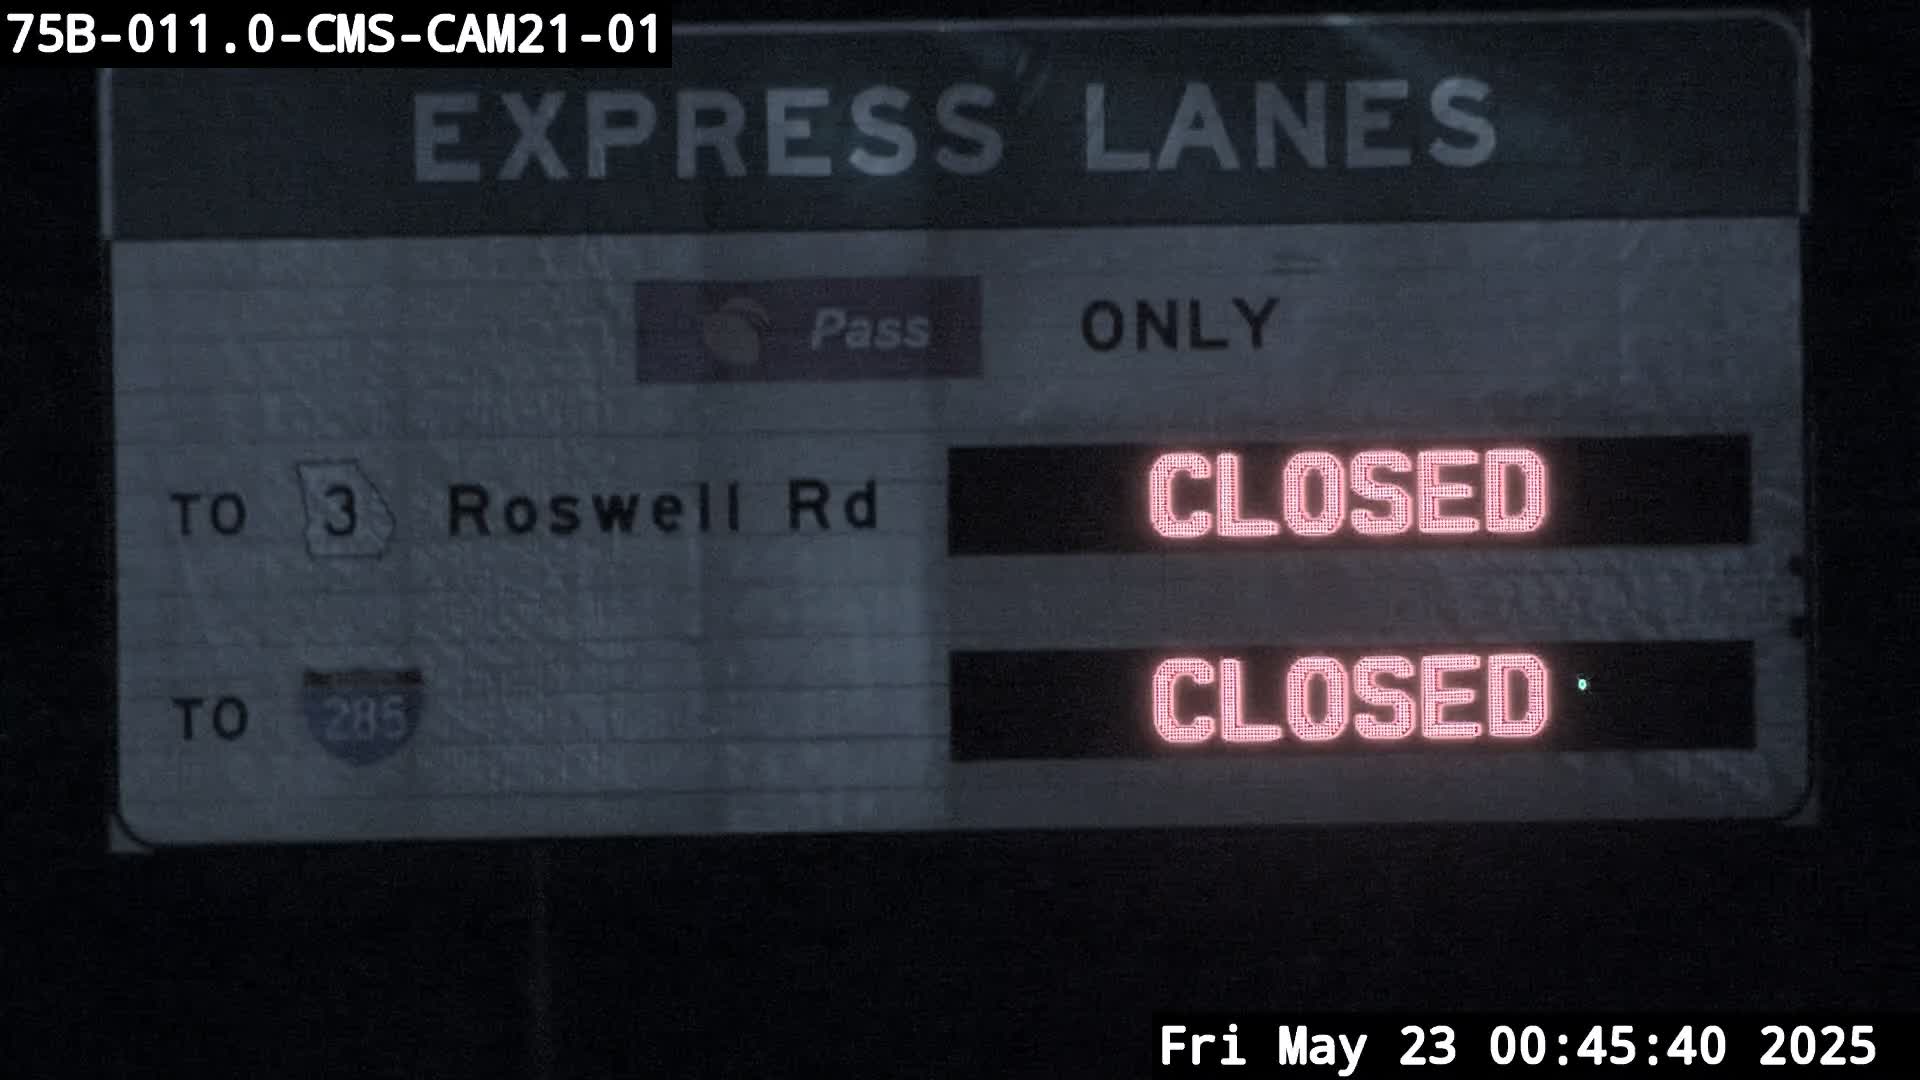 75B-011.0-CMS-CAM21-01
EXPRESS LANES
Pass ONLY
TO 3 Roswell Rd CLOSED
TO 285 CLOSED
Fri May 23 00:45:40 2025